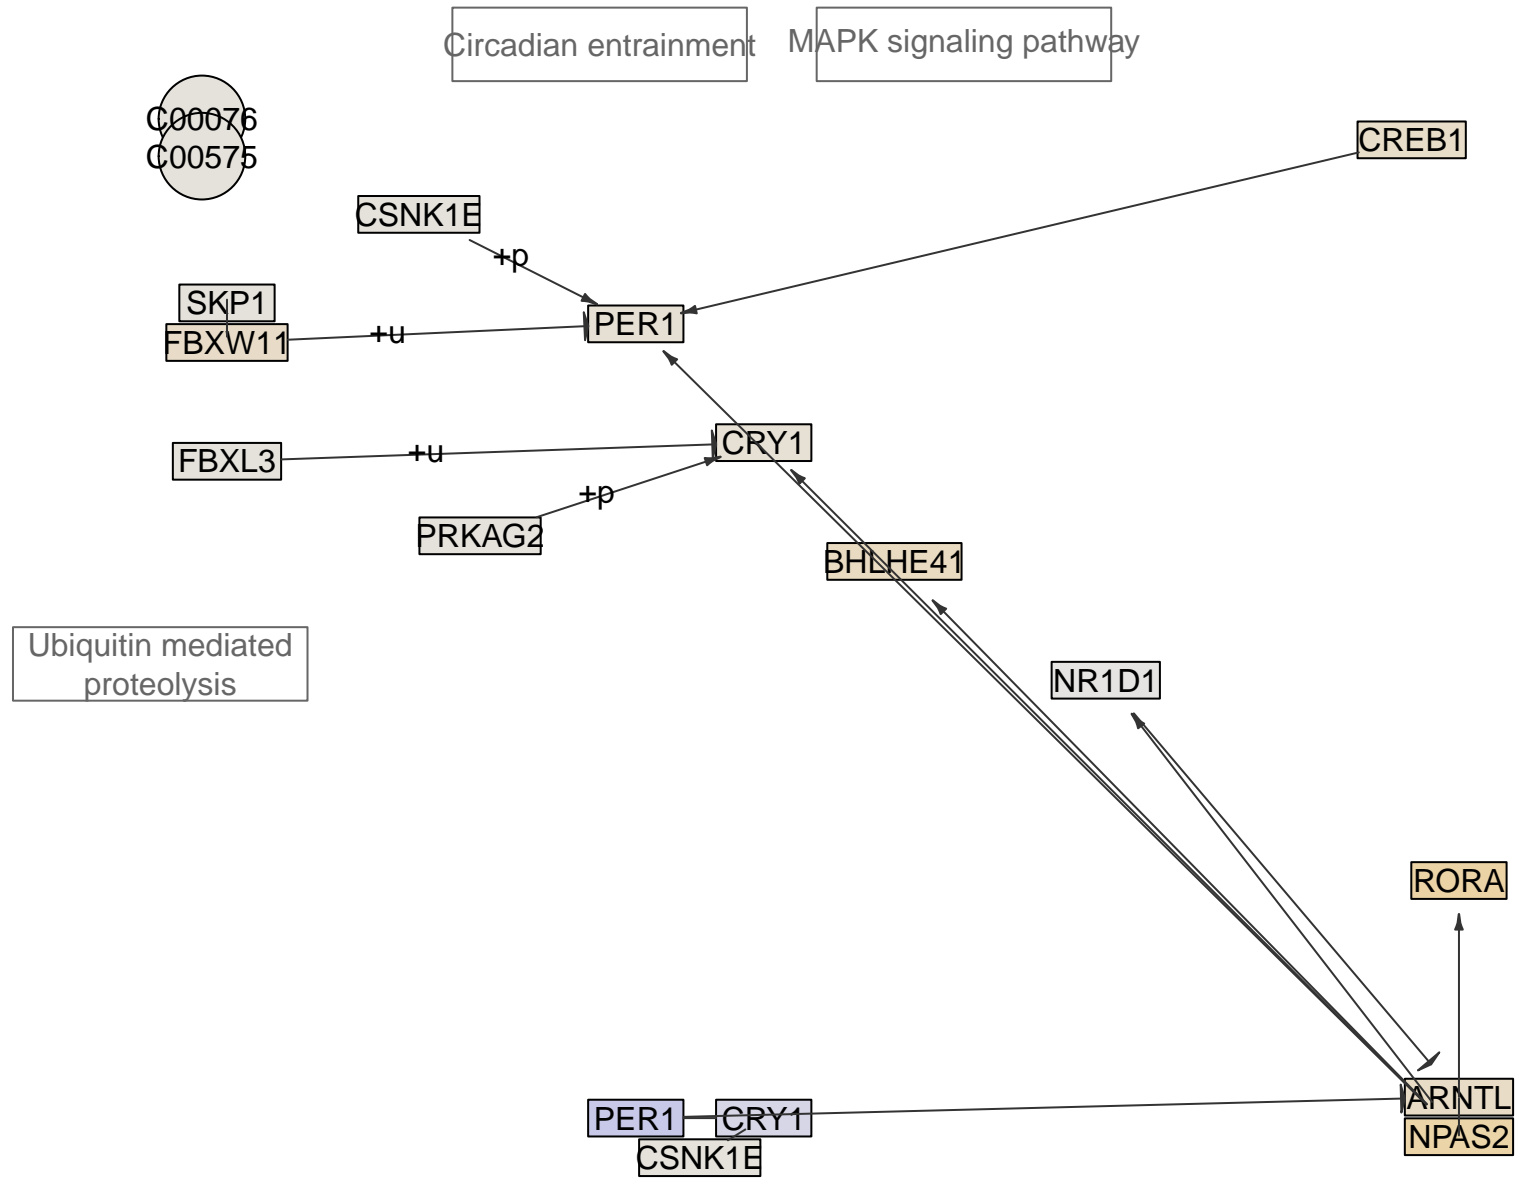 Circadian entrainment
MAPK signaling pathway
C00076
C00575
CREB1
CSNK1E
+p
SKP1
FBXW11
+u
PER1
FBXL3
+u
CRY1
+p
PRKAG2
BHLHE41
Ubiquitin mediated
proteolysis
NR1D1
RORA
ARNTL
NPAS2
PER1
CRY1
CSNK1E